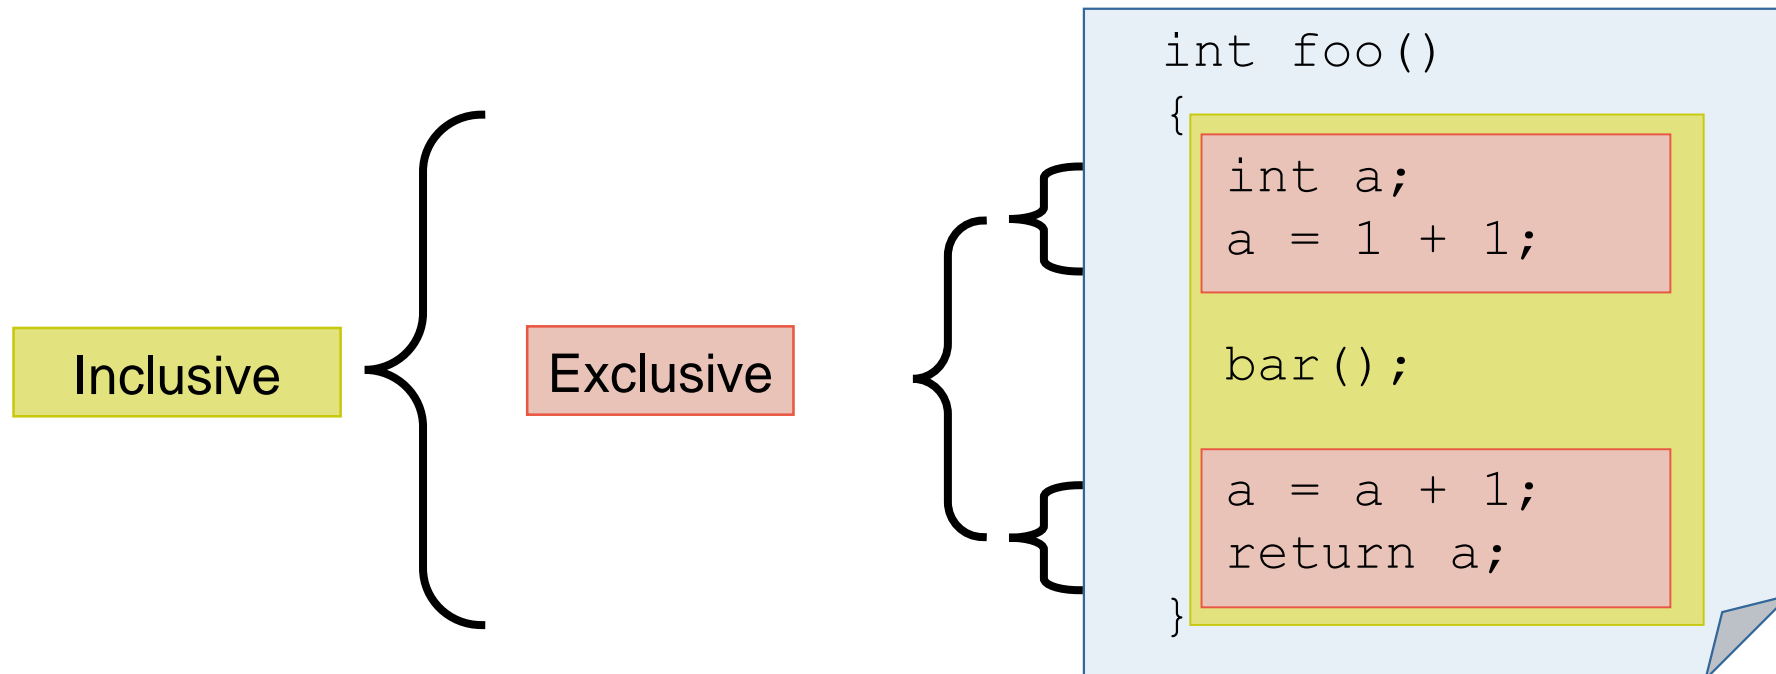 Inclusive
Exclusive
int foo()
{
int a;
a = 1 + 1;
bar();
a = a + 1;
return a;
}